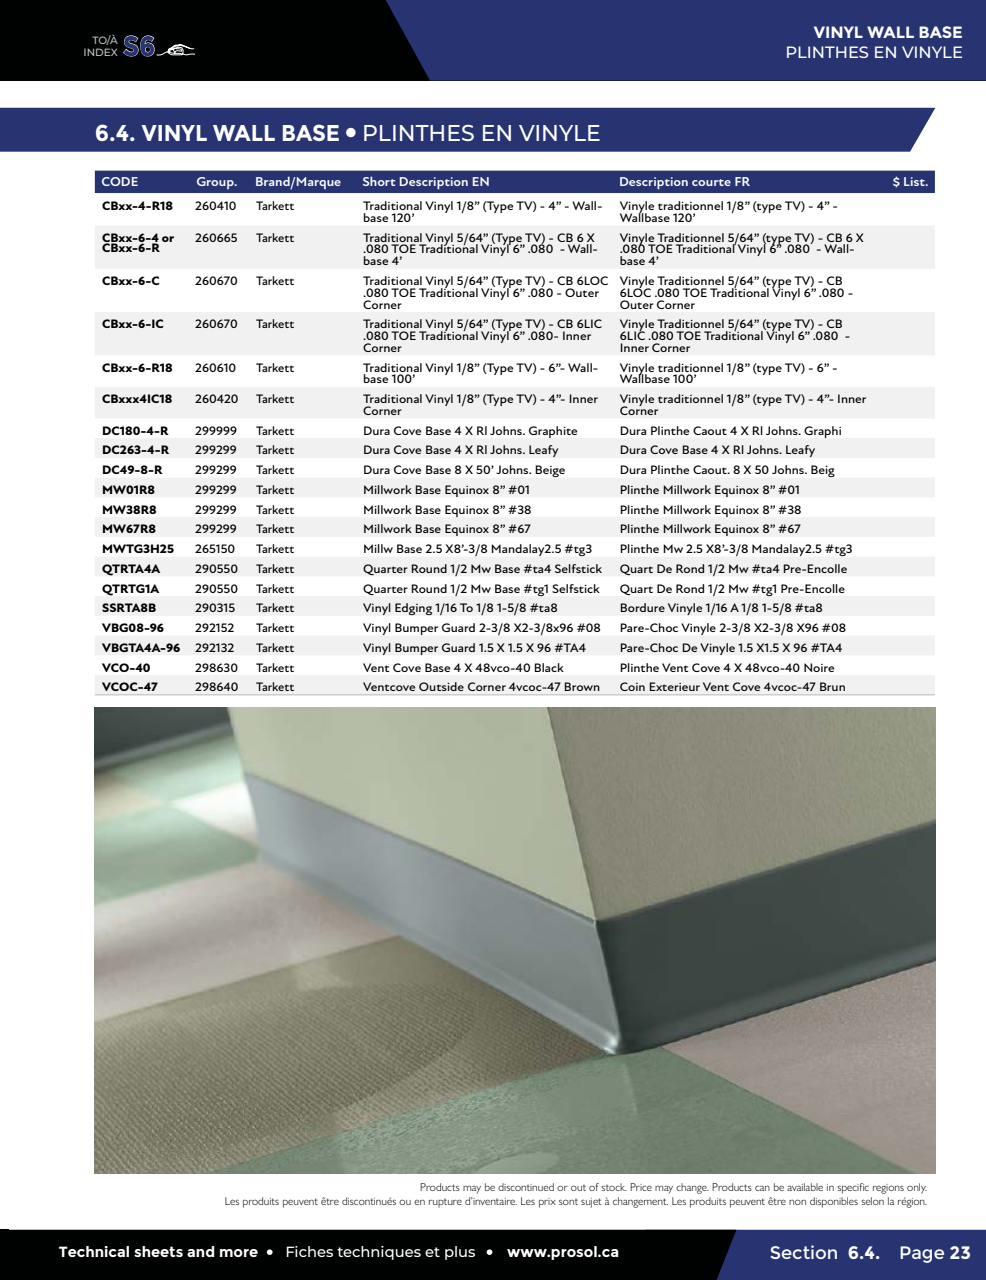 TO/À
INDEX S6
VINYL WALL BASE
PLINTHES EN VINYLE
6.4. VINYL WALL BASE • PLINTHES EN VINYLE
CODE Group. Brand/Marque Short Description EN Description courte FR $ List.
CBxx-4-R18 260410 Tarkett Traditional Vinyl 1/8” (Type TV) - 4” - Wall- Vinyle traditionnel 1/8” (type TV) - 4” -
base 120’ Wallbase 120’
CBxx-6-4 or 260665 Tarkett Traditional Vinyl 5/64” (Type TV) - CB 6 X Vinyle Traditionnel 5/64” (type TV) - CB 6 X
CBxx-6-R .080 TOE Traditional Vinyl 6” .080 - Wall- .080 TOE Traditional Vinyl 6” .080 - Wall-
base 4’ base 4’
CBxx-6-C 260670 Tarkett Traditional Vinyl 5/64” (Type TV) - CB 6LOC Vinyle Traditionnel 5/64” (type TV) - CB
.080 TOE Traditional Vinyl 6” .080 - Outer 6LOC .080 TOE Traditional Vinyl 6” .080 -
Corner Outer Corner
CBxx-6-IC 260670 Tarkett Traditional Vinyl 5/64” (Type TV) - CB 6LIC Vinyle Traditionnel 5/64” (type TV) - CB
.080 TOE Traditional Vinyl 6” .080- Inner 6LIC .080 TOE Traditional Vinyl 6” .080 -
Corner Inner Corner
CBxx-6-R18 260610 Tarkett Traditional Vinyl 1/8” (Type TV) - 6”- Wall- Vinyle traditionnel 1/8” (type TV) - 6” -
base 100’ Wallbase 100’
CBxxx4IC18 260420 Tarkett Traditional Vinyl 1/8” (Type TV) - 4”- Inner Vinyle traditionnel 1/8” (type TV) - 4”- Inner
Corner Corner
DC180-4-R 299999 Tarkett Dura Cove Base 4 X Rl Johns. Graphite Dura Plinthe Caout 4 X Rl Johns. Graphi
DC263-4-R 299299 Tarkett Dura Cove Base 4 X Rl Johns. Leafy Dura Cove Base 4 X Rl Johns. Leafy
DC49-8-R 299299 Tarkett Dura Cove Base 8 X 50’ Johns. Beige Dura Plinthe Caout. 8 X 50 Johns. Beig
MW01R8 299299 Tarkett Millwork Base Equinox 8” #01 Plinthe Millwork Equinox 8” #01
MW38R8 299299 Tarkett Millwork Base Equinox 8” #38 Plinthe Millwork Equinox 8” #38
MW67R8 299299 Tarkett Millwork Base Equinox 8” #67 Plinthe Millwork Equinox 8” #67
MWTG3H25 265150 Tarkett Millw Base 2.5 X8’-3/8 Mandalay2.5 #tg3 Plinthe Mw 2.5 X8’-3/8 Mandalay2.5 #tg3
QTRTA4A 290550 Tarkett Quarter Round 1/2 Mw Base #ta4 Selfstick Quart De Rond 1/2 Mw #ta4 Pre-Encolle
QTRTG1A 290550 Tarkett Quarter Round 1/2 Mw Base #tg1 Selfstick Quart De Rond 1/2 Mw #tg1 Pre-Encolle
SSRTA8B 290315 Tarkett Vinyl Edging 1/16 To 1/8 1-5/8 #ta8 Bordure Vinyle 1/16 A 1/8 1-5/8 #ta8
VBG08-96 292152 Tarkett Vinyl Bumper Guard 2-3/8 X2-3/8x96 #08 Pare-Choc Vinyle 2-3/8 X2-3/8 X96 #08
VBGTA4A-96 292132 Tarkett Vinyl Bumper Guard 1.5 X 1.5 X 96 #TA4 Pare-Choc De Vinyle 1.5 X1.5 X 96 #TA4
VCO-40 298630 Tarkett Vent Cove Base 4 X 48vco-40 Black Plinthe Vent Cove 4 X 48vco-40 Noire
VCOC-47 298640 Tarkett Ventcove Outside Corner 4vcoc-47 Brown Coin Exterieur Vent Cove 4vcoc-47 Brun
Products may be discontinued or out of stock. Price may change. Products can be available in specific regions only.
Les produits peuvent être discontinués ou en rupture d’inventaire. Les prix sont sujet à changement. Les produits peuvent être non disponibles selon la région.
Technical sheets and more • Fiches techniques et plus • www.prosol.ca
Section 6.4. Page 23